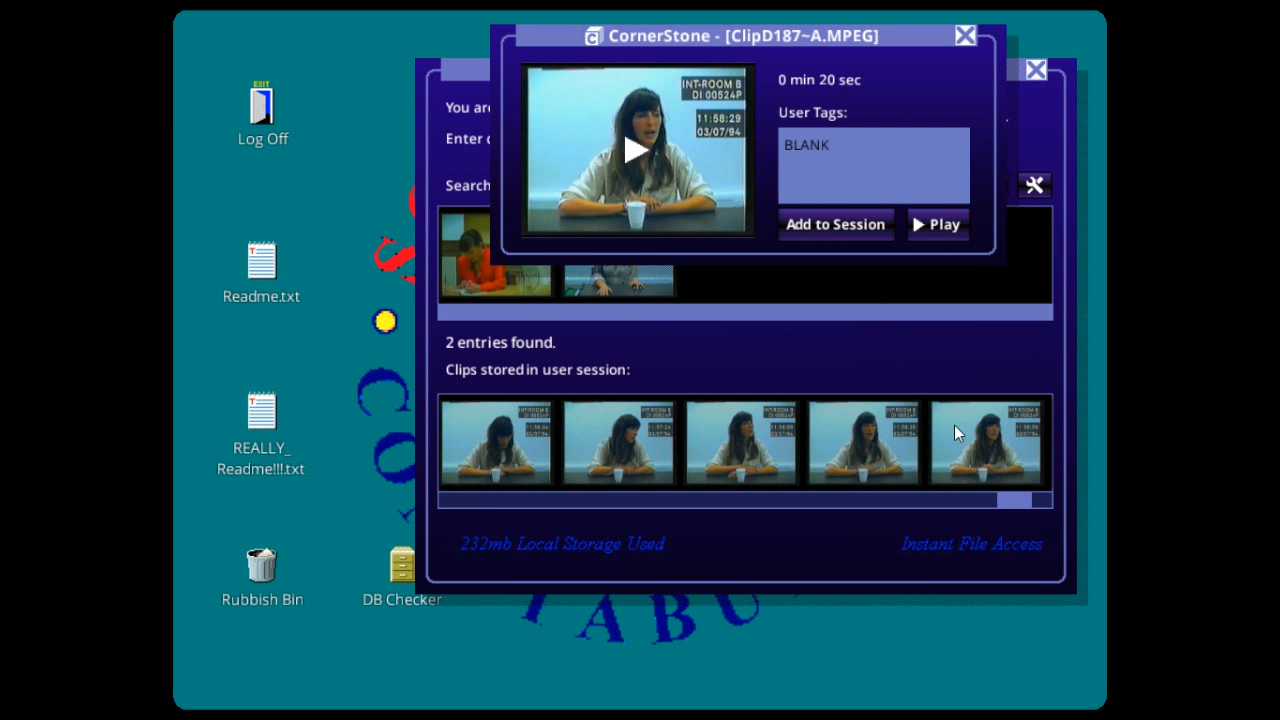 CornerStone - [ClipD187~A.MPEG]
EXIT
Log Off
INT-ROOM B
DI 00524P
11:58:29
03/07/94
0 min 20 sec
User Tags:
BLANK
Add to Session
Play
You are
Enter
Search
Readme.txt
2 entries found.
Clips stored in user session:
REALLY_
Readme!!!.txt
232mb Local Storage Used
Instant File Access
Rubbish Bin
DB Checker
TABU